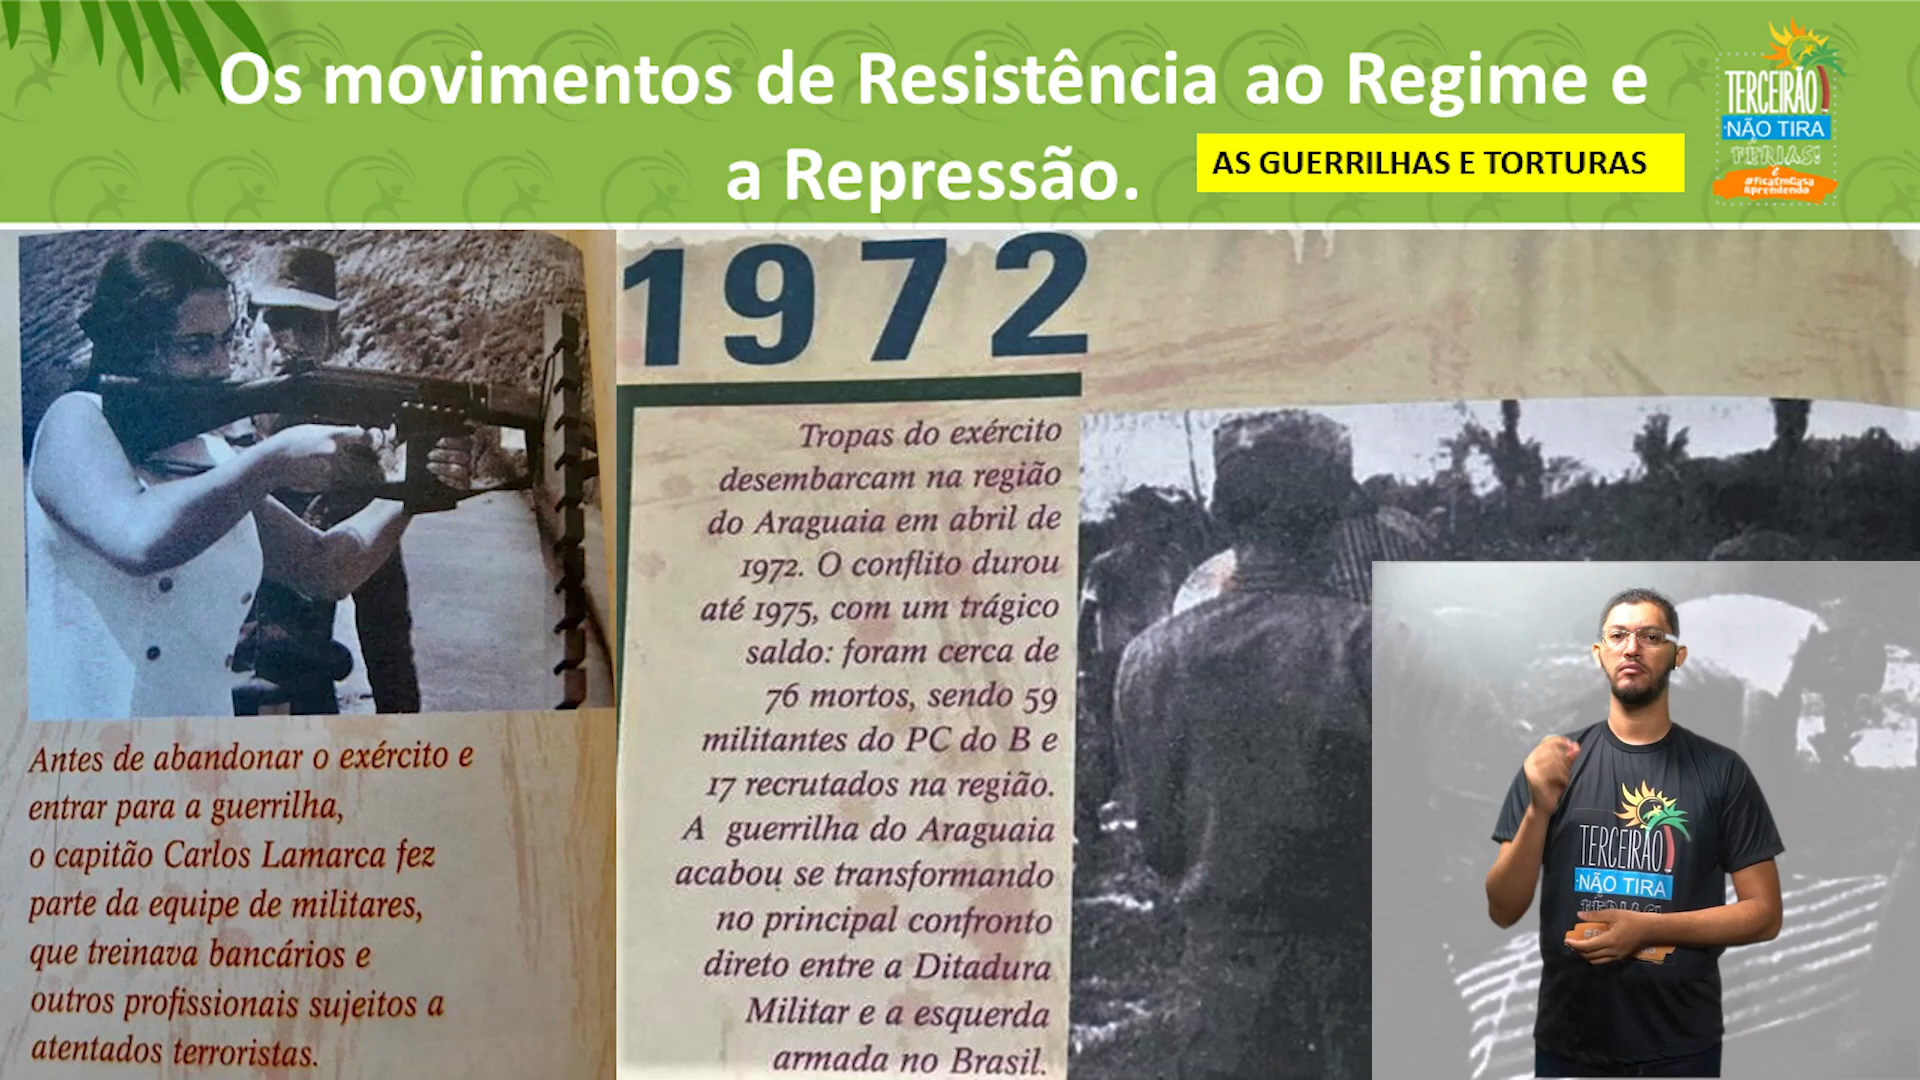 Os movimentos de Resistência ao Regime e
a Repressão.
AS GUERRILHAS E TORTURAS
TERCEIRÃO
NÃO TIRA
FÉRIAS!
e
#FicaEmCasa
Aprendendo
Antes de abandonar o exército e
entrar para a guerrilha,
o capitão Carlos Lamarca fez
parte da equipe de militares,
que treinava bancários e
outros profissionais sujeitos a
atentados terroristas.
1972
Tropas do exército
desembarcam na região
do Araguaia em abril de
1972. O conflito durou
até 1975, com um trágico
saldo: foram cerca de
76 mortos, sendo 59
militantes do PC do B e
17 recrutados na região.
A guerrilha do Araguaia
acabou se transformando
no principal confronto
direto entre a Ditadura
Militar e a esquerda
armada no Brasil.
TERCEIRÃO
NÃO TIRA
FÉRIAS!